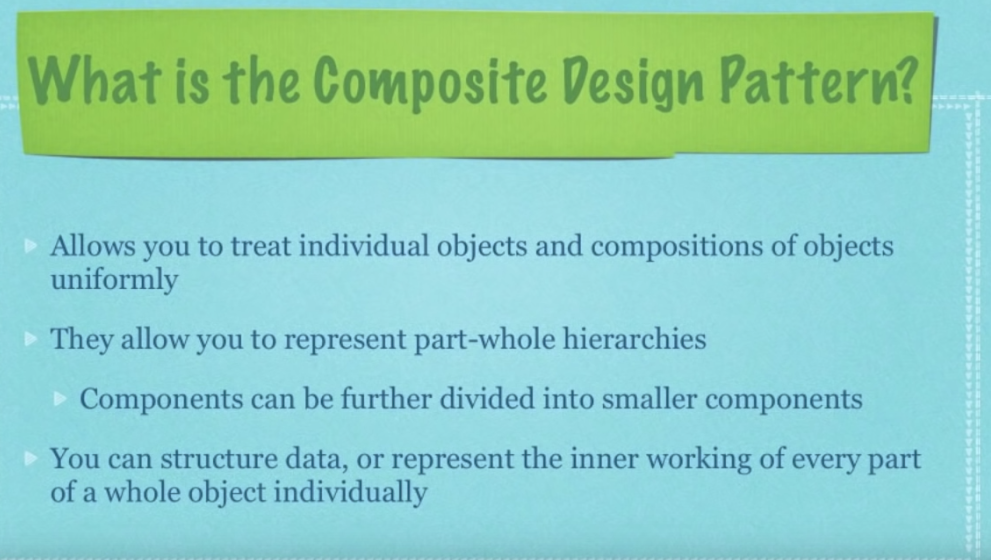 What is the Composite Design Pattern?
Allows you to treat individual objects and compositions of objects
uniformly
They allow you to represent part-whole hierarchies
Components can be further divided into smaller components
You can structure data, or represent the inner working of every part
of a whole object individually